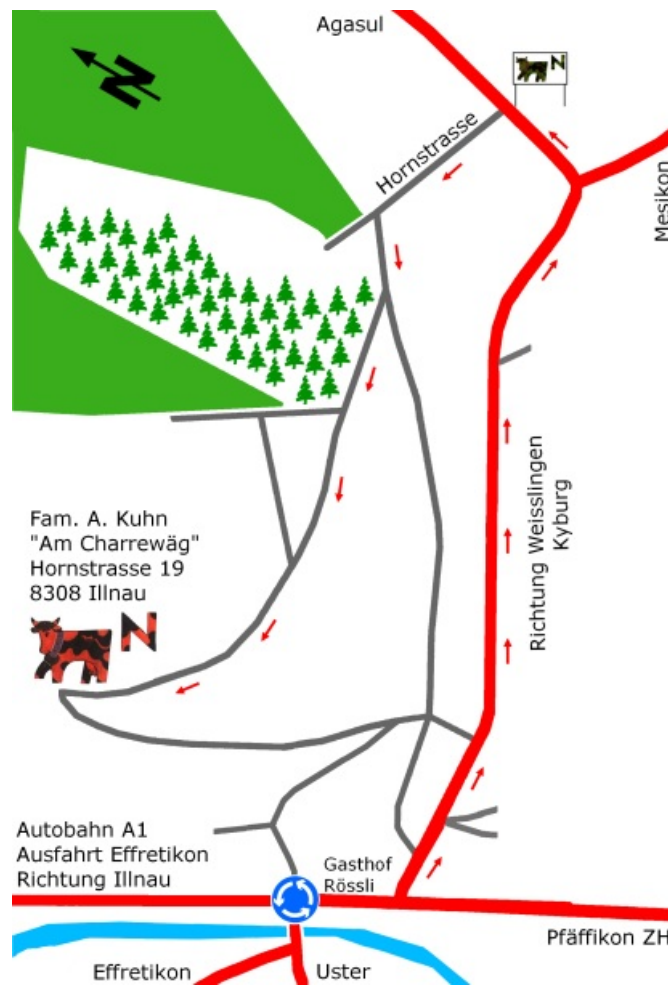 Agasul
N
N
Hornstrasse
Mesikon
Richtung Weisslingen
Kyburg
Fam. A. Kuhn
"Am Charrewäg"
Hornstrasse 19
8308 Illnau
N
Autobahn A1
Ausfahrt Effretikon
Richtung Illnau
Gasthof
Rössli
Pfäffikon ZH
Effretikon
Uster